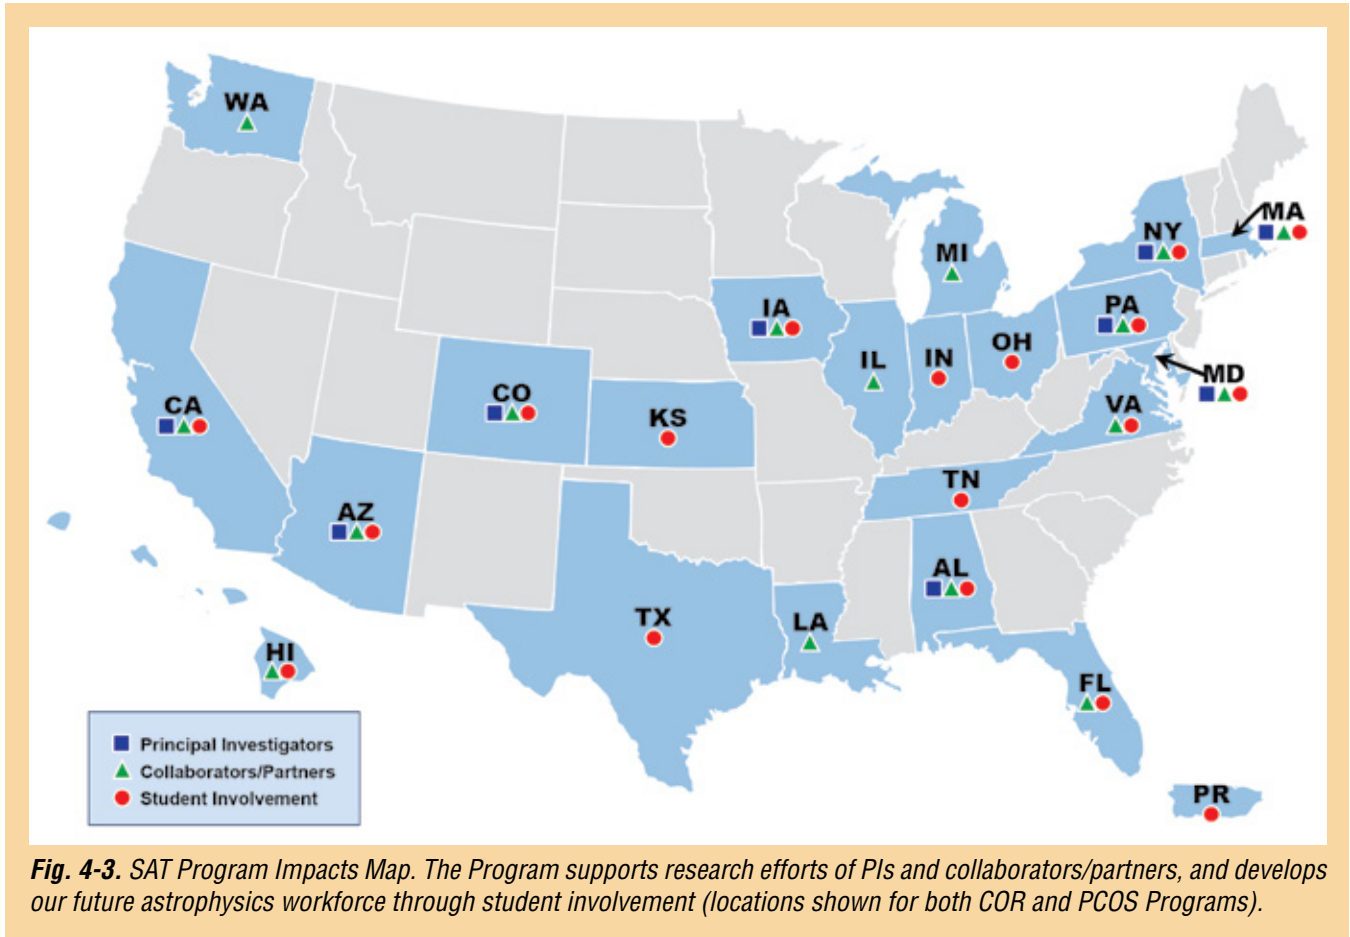 WA
MA
NY
MI
PA
IA
OH
IL
IN
MD
CO
CA
VA
KS
TN
AZ
AL
TX
LA
HI
FL
PR
Principal Investigators
Collaborators/Partners
Student Involvement
Fig. 4-3. SAT Program Impacts Map. The Program supports research efforts of PIs and collaborators/partners, and develops
our future astrophysics workforce through student involvement (locations shown for both COR and PCOS Programs).